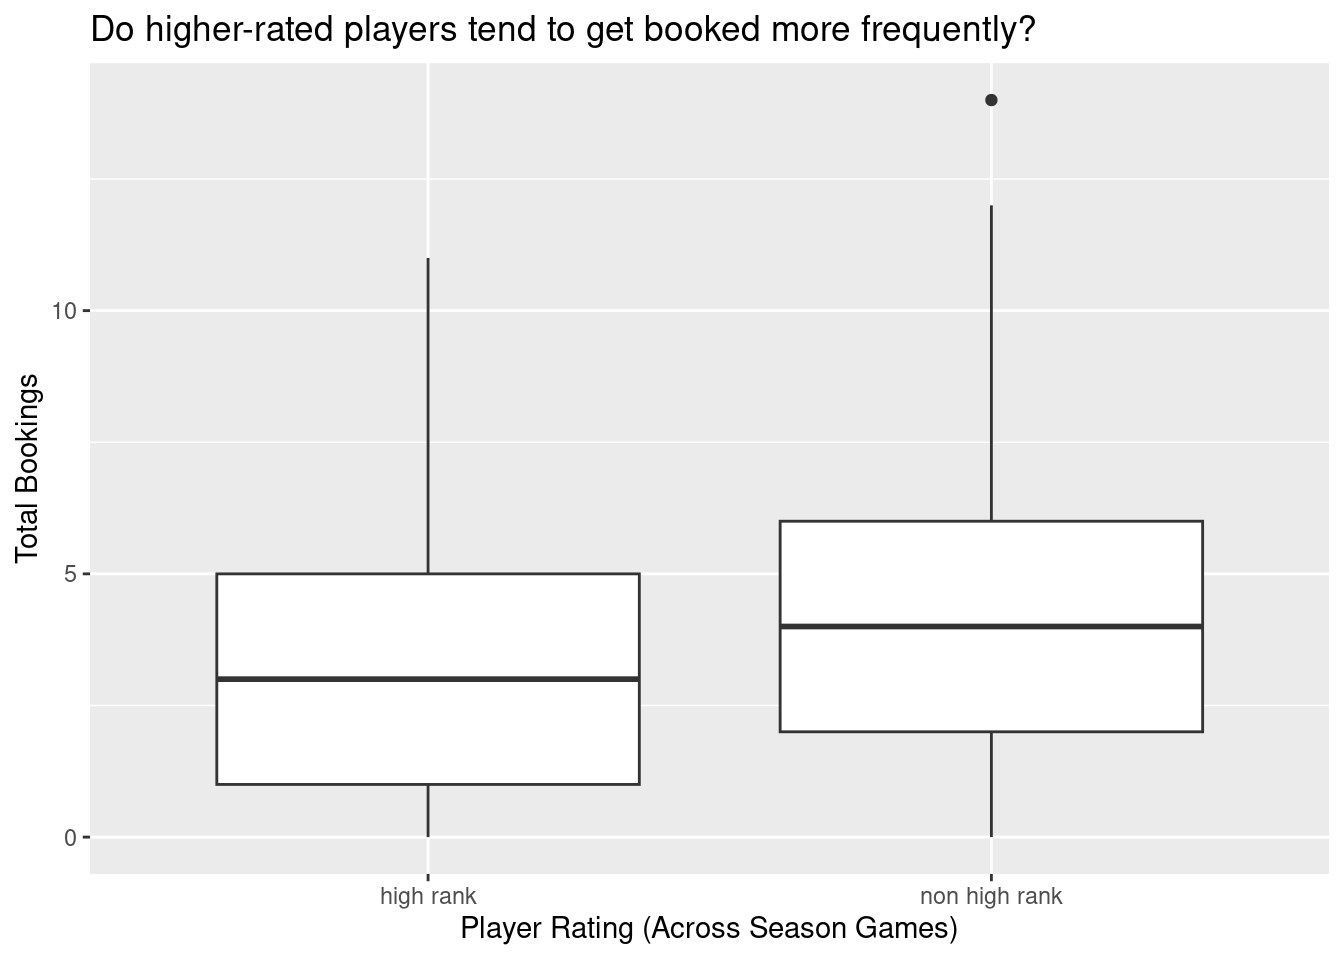 Do higher-rated players tend to get booked more frequently?
Total Bookings
10
5
0
high rank
non high rank
Player Rating (Across Season Games)